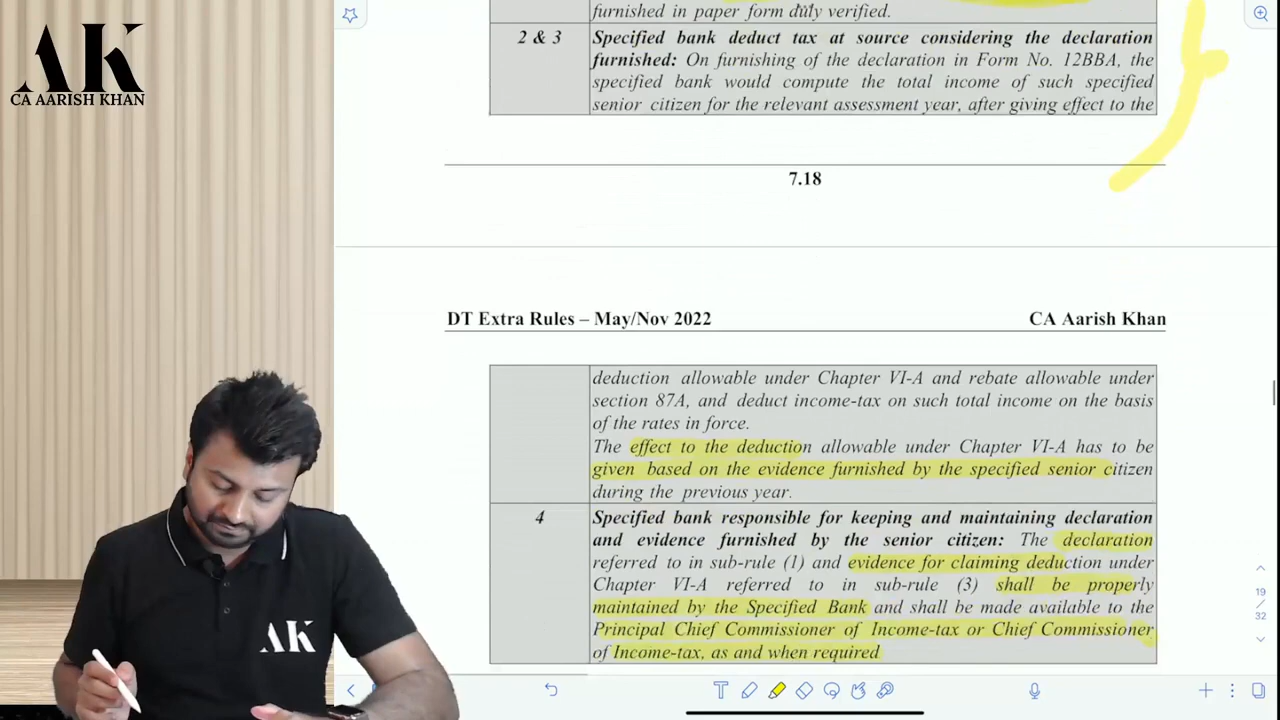 AK
CA AARISH KHAN
furnished in paper form duly verified.
2 & 3
Specified bank deduct tax at source considering the declaration
furnished: On furnishing of the declaration in Form No. 12BBA, the
specified bank would compute the total income of such specified
senior citizen for the relevant assessment year, after giving effect to the
7.18
DT Extra Rules – May/Nov 2022
CA Aarish Khan
deduction allowable under Chapter VI-A and rebate allowable under
section 87A, and deduct income-tax on such total income on the basis
of the rates in force.
The effect to the deduction allowable under Chapter VI-A has to be
given based on the evidence furnished by the specified senior citizen
during the previous year.
4
Specified bank responsible for keeping and maintaining declaration
and evidence furnished by the senior citizen: The declaration
referred to in sub-rule (1) and evidence for claiming deduction under
Chapter VI-A referred to in sub-rule (3) shall be properly
maintained by the Specified Bank and shall be made available to the
Principal Chief Commissioner of Income-tax or Chief Commissioner
of Income-tax, as and when required
19
/
32
AK
T